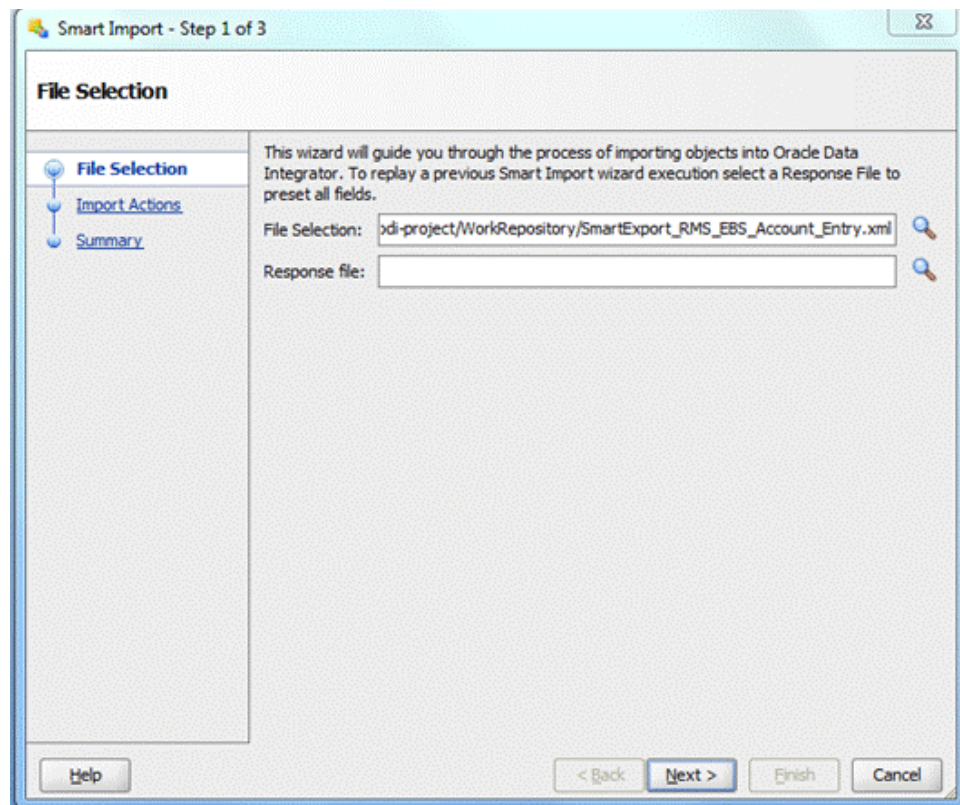 Smart Import - Step 1 of 3
File Selection
File Selection
Import Actions
Summary
This wizard will guide you through the process of importing objects into Oracle Data
Integrator. To replay a previous Smart Import wizard execution select a Response File to
preset all fields.
File Selection: odi-project/WorkRepository/SmartExport_RMS_EBS_Account_Entry.xml
Response file:
Help
< Back
Next >
Finish
Cancel